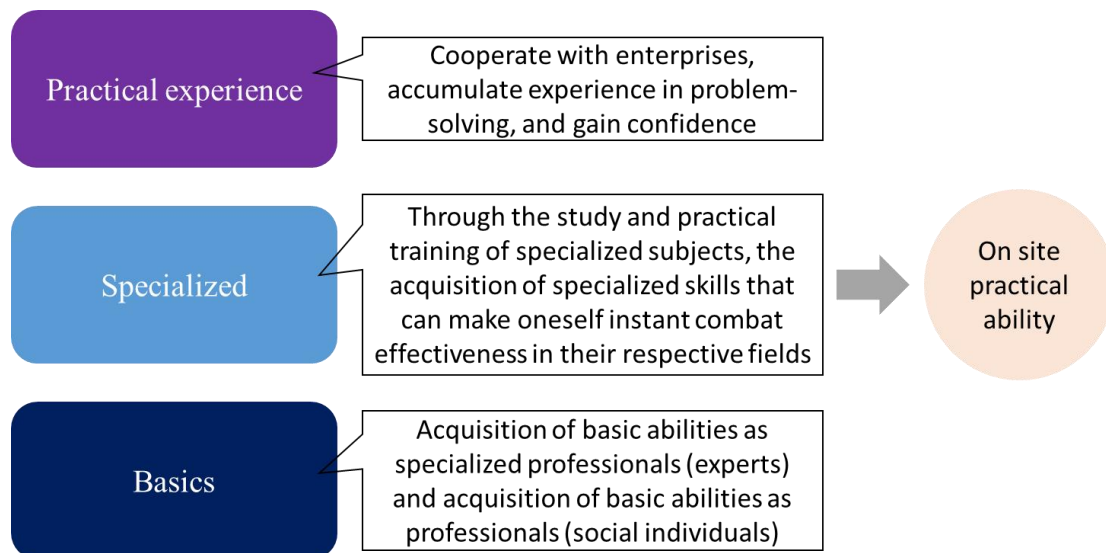 Practical experience
Cooperate with enterprises,
accumulate experience in problem-
solving, and gain confidence
Specialized
Through the study and practical
training of specialized subjects, the
acquisition of specialized skills that
can make oneself instant combat
effectiveness in their respective fields
On site
practical
ability
Basics
Acquisition of basic abilities as
specialized professionals (experts)
and acquisition of basic abilities as
professionals (social individuals)